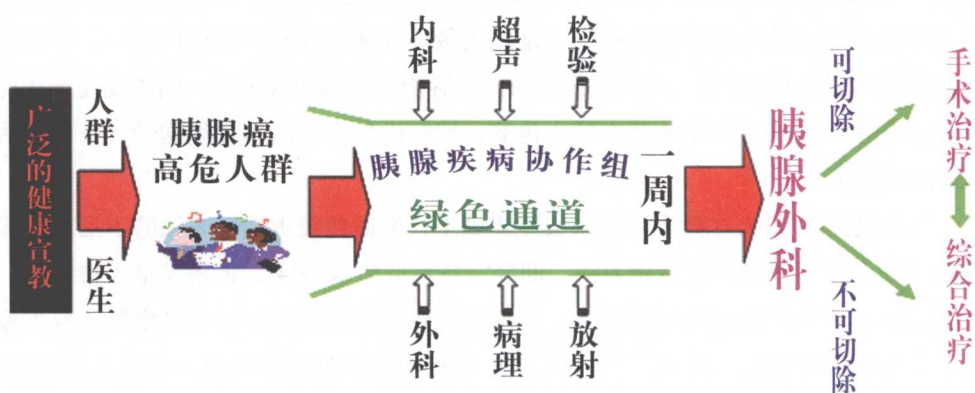 广泛的健康宣教
人群
医生
胰腺癌
高危人群
内科
超声
检验
胰腺疾病协作组
绿色通道
一周内
外科
病理
放射
胰腺外科
可切除
不可切除
手术治疗
综合治疗